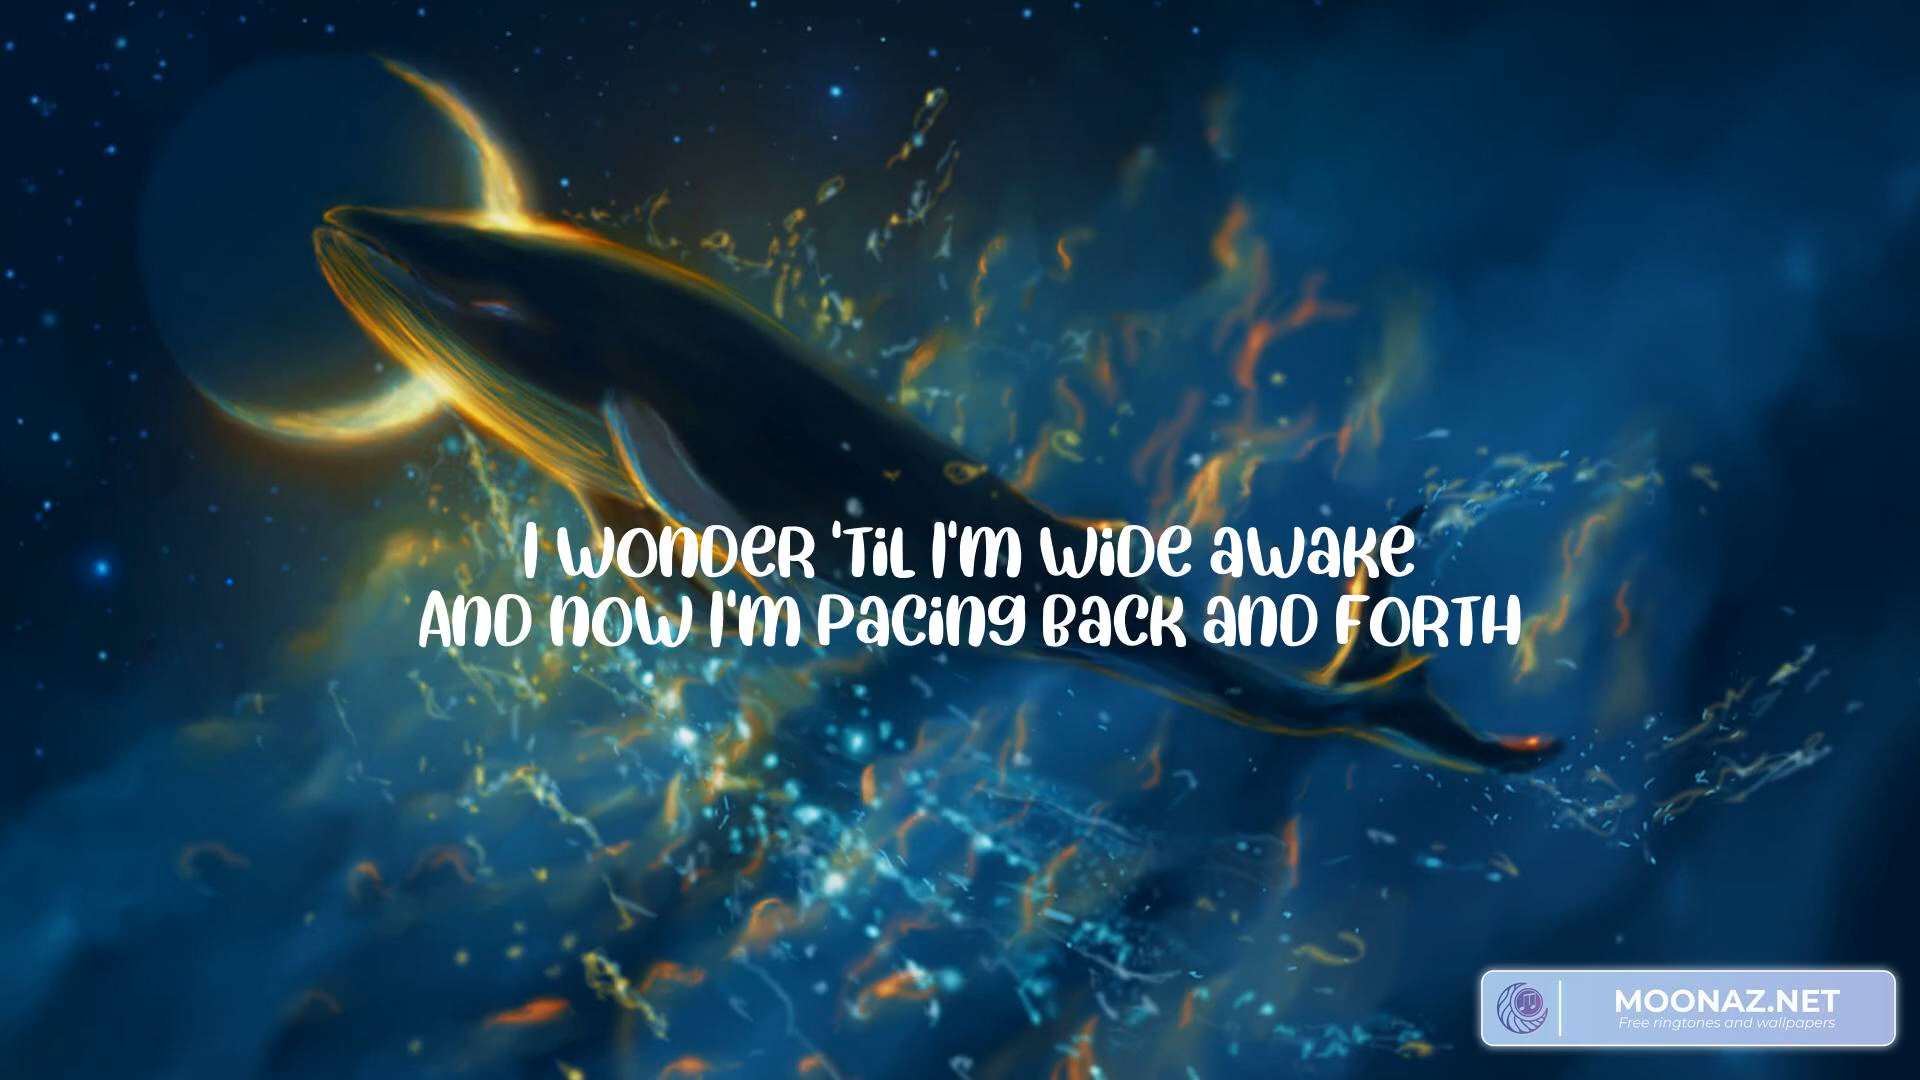 I WONDER 'TIL I'M WIDE AWAKE
AND NOW I'M PACING BACK AND FORTH
MOONAZ.NET
Free ringtones and wallpapers